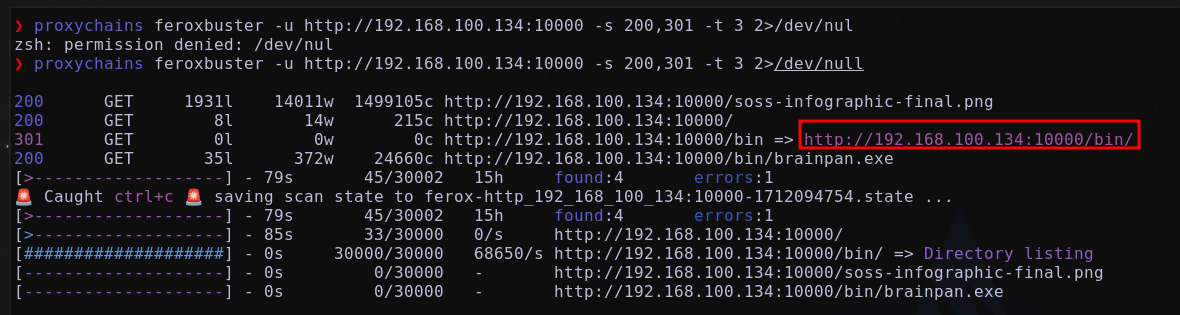 ❯ proxychains feroxbuster -u http://192.168.100.134:10000 -s 200,301 -t 3 2>/dev/nul
zsh: permission denied: /dev/nul
❯ proxychains feroxbuster -u http://192.168.100.134:10000 -s 200,301 -t 3 2>/dev/null
200 GET 1931l 14011w 1499105c http://192.168.100.134:10000/soss-infographic-final.png
200 GET 8l 14w 215c http://192.168.100.134:10000/
301 GET 0l 0w 0c http://192.168.100.134:10000/bin => http://192.168.100.134:10000/bin/
200 GET 35l 372w 24660c http://192.168.100.134:10000/bin/brainpan.exe
[>-------------------] - 79s 45/30002 15h found:4 errors:1
🚨 Caught ctrl+c 🚨 saving scan state to ferox-http_192_168_100_134:10000-1712094754.state ...
[>-------------------] - 79s 45/30002 15h found:4 errors:1
[>-------------------] - 85s 33/30000 0/s http://192.168.100.134:10000/
[####################] - 0s 30000/30000 68650/s http://192.168.100.134:10000/bin/ => Directory listing
[--------------------] - 0s 0/30000 - http://192.168.100.134:10000/soss-infographic-final.png
[--------------------] - 0s 0/30000 - http://192.168.100.134:10000/bin/brainpan.exe